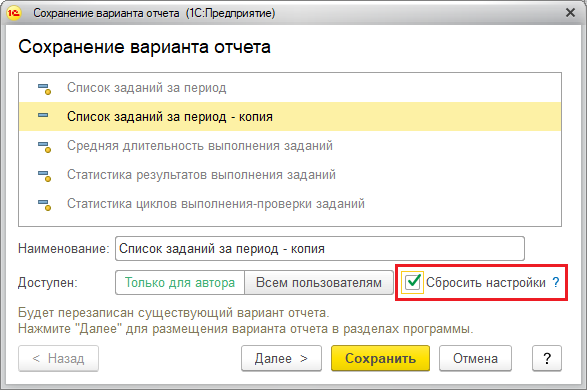 1С Сохранение варианта отчета (1С:Предприятие)
Сохранение варианта отчета
Список заданий за период
Список заданий за период - копия
Средняя длительность выполнения заданий
Статистика результатов выполнения заданий
Статистика циклов выполнения-проверки заданий
Наименование: Список заданий за период - копия
Доступен: Только для автора Всем пользователям Сбросить настройки ?
Будет перезаписан существующий вариант отчета.
Нажмите "Далее" для размещения варианта отчета в разделах программы.
< Назад Далее > Сохранить Отмена ?